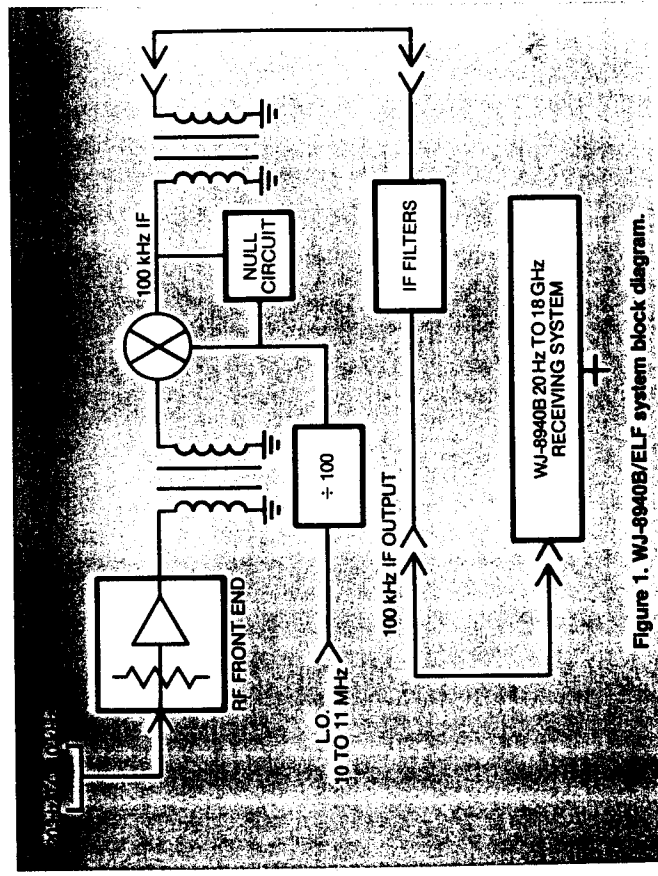 RF FRONT END
100 kHz IF
NULL
CIRCUIT
÷ 100
L.O.
10 TO 11 MHz
IF FILTERS
100 kHz IF OUTPUT
WJ-8940B 20 Hz TO 18 GHz
RECEIVING SYSTEM
Figure 1. WJ-8940B/ELF system block diagram.